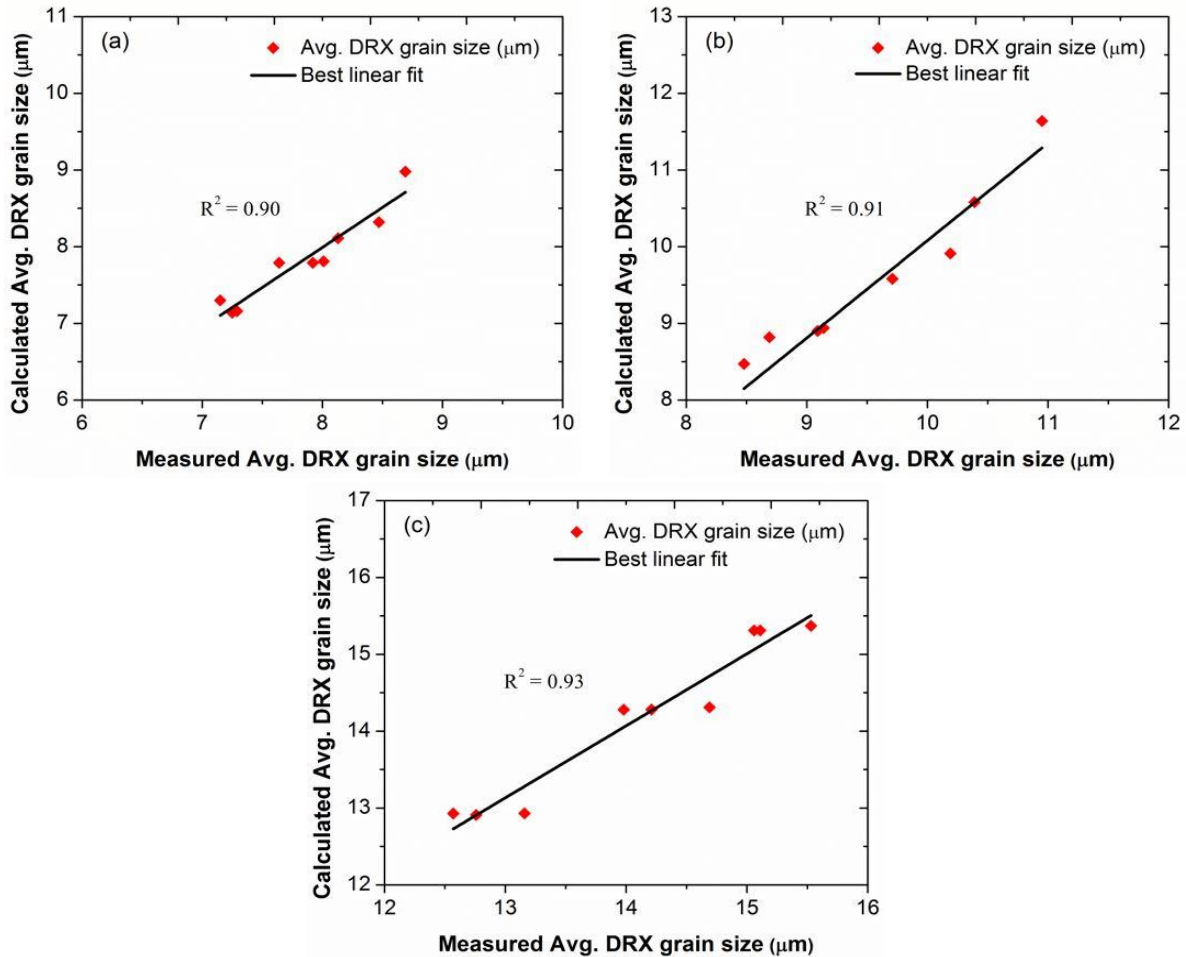 (a)
Avg. DRX grain size (μm)
Best linear fit
R² = 0.90
Calculated Avg. DRX grain size (μm)
11
10
9
8
7
6
6 7 8 9 10
Measured Avg. DRX grain size (μm)
(b)
Avg. DRX grain size (μm)
Best linear fit
R² = 0.91
Calculated Avg. DRX grain size (μm)
13
12
11
10
9
8
8 9 10 11 12
Measured Avg. DRX grain size (μm)
(c)
Avg. DRX grain size (μm)
Best linear fit
R² = 0.93
Calculated Avg. DRX grain size (μm)
17
16
15
14
13
12
12 13 14 15 16
Measured Avg. DRX grain size (μm)